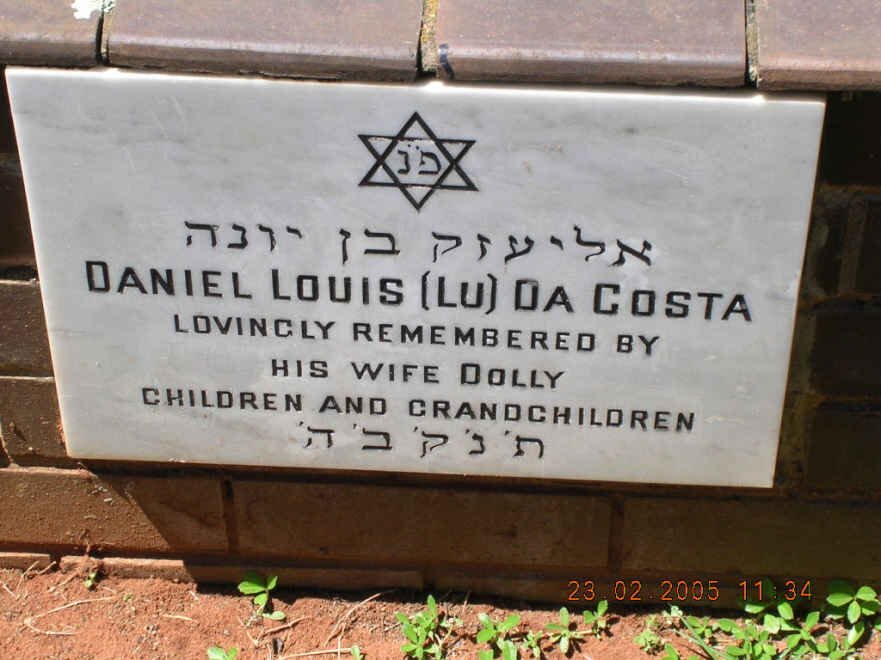 פ"נ
אליעזק בן יונה
DANIEL LOUIS (LU) DA COSTA
LOVINGLY REMEMBERED BY
HIS WIFE DOLLY
CHILDREN AND GRANDCHILDREN
ת' נ' ק' ב' ה'
23.02.2005 11:34